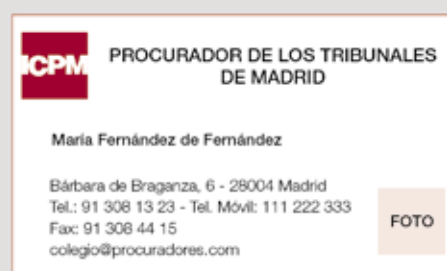 ICPM
PROCURADOR DE LOS TRIBUNALES
DE MADRID
María Fernández de Fernández
Bárbara de Braganza, 6 - 28004 Madrid
Tel.: 91 308 13 23 - Tel. Móvil: 111 222 333
Fax: 91 308 44 15
FOTO
colegio@procuradores.com